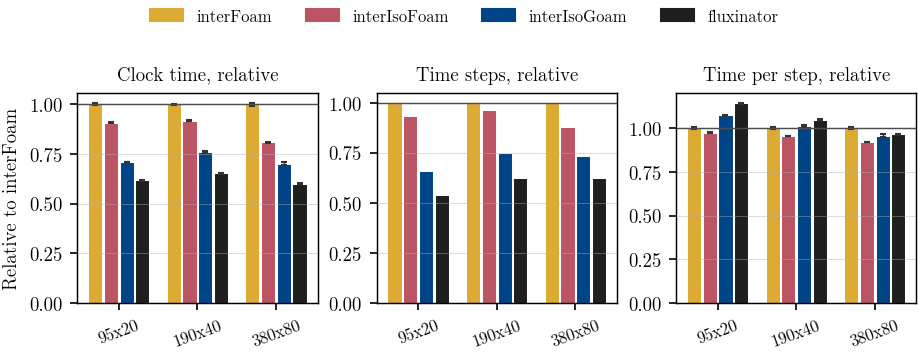 interFoam interIsoFoam interIsoGoam fluxinator
Clock time, relative
Time steps, relative
Time per step, relative
Relative to interFoam
1.00
0.75
0.50
0.25
0.00
95x20 190x40 380x80
1.00
0.75
0.50
0.25
0.00
95x20 190x40 380x80
1.00
0.75
0.50
0.25
0.00
95x20 190x40 380x80